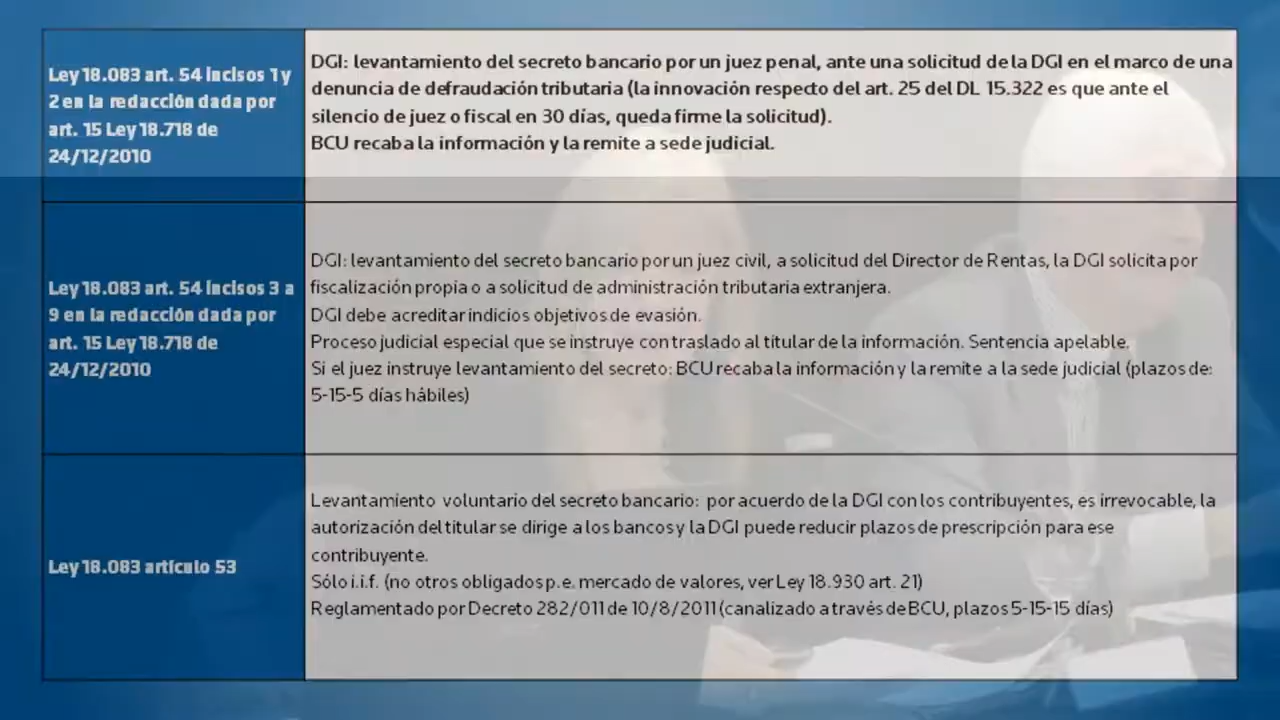 Ley 18.083 art. 54 incisos 1 y
2 en la redacción dada por
art. 15 Ley 18.718 de
24/12/2010
DGI: levantamiento del secreto bancario por un juez penal, ante una solicitud de la DGI en el marco de una
denuncia de defraudación tributaria (la innovación respecto del art. 25 del DL 15.322 es que ante el
silencio de juez o fiscal en 30 días, queda firme la solicitud).
BCU recaba la información y la remite a sede judicial.
Ley 18.083 art. 54 incisos 3 a
9 en la redacción dada por
art. 15 Ley 18.718 de
24/12/2010
DGI: levantamiento del secreto bancario por un juez civil, a solicitud del Director de Rentas, la DGI solicita por
fiscalización propia o a solicitud de administración tributaria extranjera.
DGI debe acreditar indicios objetivos de evasión.
Proceso judicial especial que se instruye con traslado al titular de la información. Sentencia apelable.
Si el juez instruye levantamiento del secreto: BCU recaba la información y la remite a la sede judicial (plazos de:
5-15-5 días hábiles)
Ley 18.083 artículo 53
Levantamiento voluntario del secreto bancario: por acuerdo de la DGI con los contribuyentes, es irrevocable, la
autorización del titular se dirige a los bancos y la DGI puede reducir plazos de prescripción para ese
contribuyente.
Sólo i.i.f. (no otros obligados p.e. mercado de valores, ver Ley 18.930 art. 21)
Reglamentado por Decreto 282/011 de 10/8/2011 (canalizado a través de BCU, plazos 5-15-15 días)